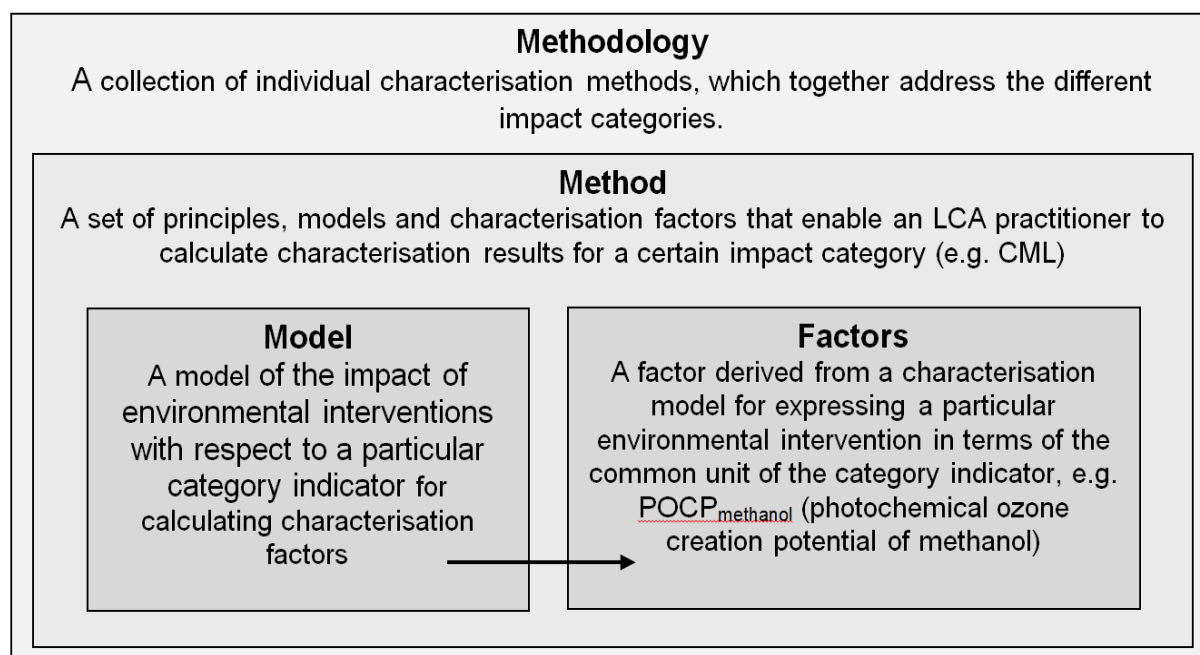 Methodology
A collection of individual characterisation methods, which together address the different
impact categories.
Method
A set of principles, models and characterisation factors that enable an LCA practitioner to
calculate characterisation results for a certain impact category (e.g. CML)
Model
A model of the impact of
environmental interventions
with respect to a particular
category indicator for
calculating characterisation
factors
Factors
A factor derived from a characterisation
model for expressing a particular
environmental intervention in terms of the
common unit of the category indicator, e.g.
POCPmethanol (photochemical ozone
creation potential of methanol)